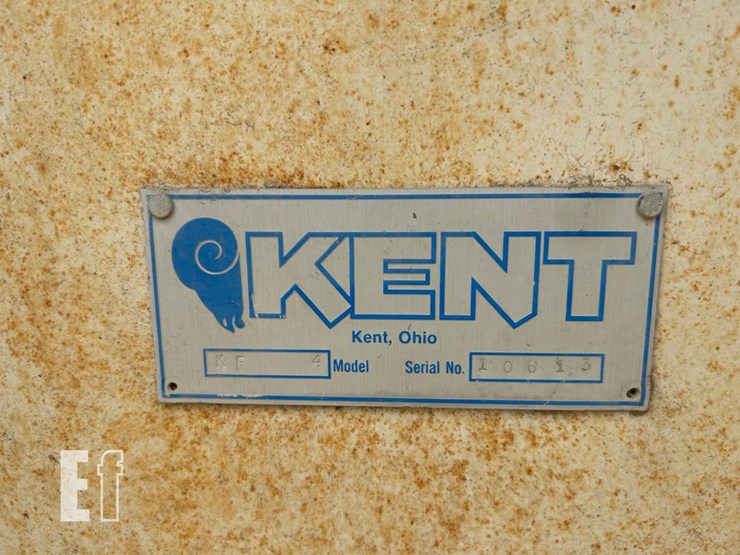 KENT
Kent, Ohio
KF 4 Model Serial No. 10613
Ef